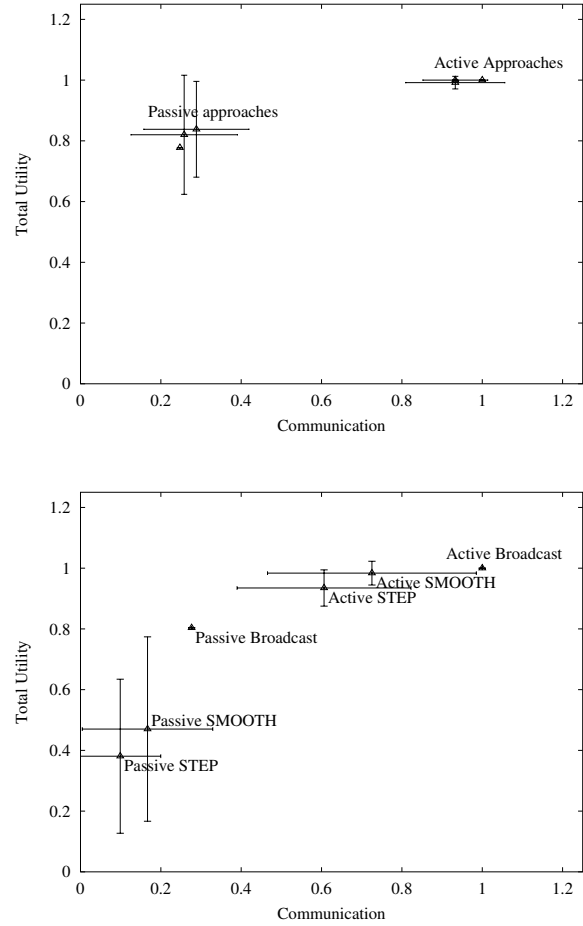 1.2
1
0.8
0.6
0.4
0.2
0
Total Utility
Active Approaches
Passive approaches
0 0.2 0.4 0.6 0.8 1 1.2
Communication
1.2
1
0.8
0.6
0.4
0.2
0
Total Utility
Active Broadcast
Active SMOOTH
Active STEP
Passive Broadcast
Passive SMOOTH
Passive STEP
0 0.2 0.4 0.6 0.8 1 1.2
Communication